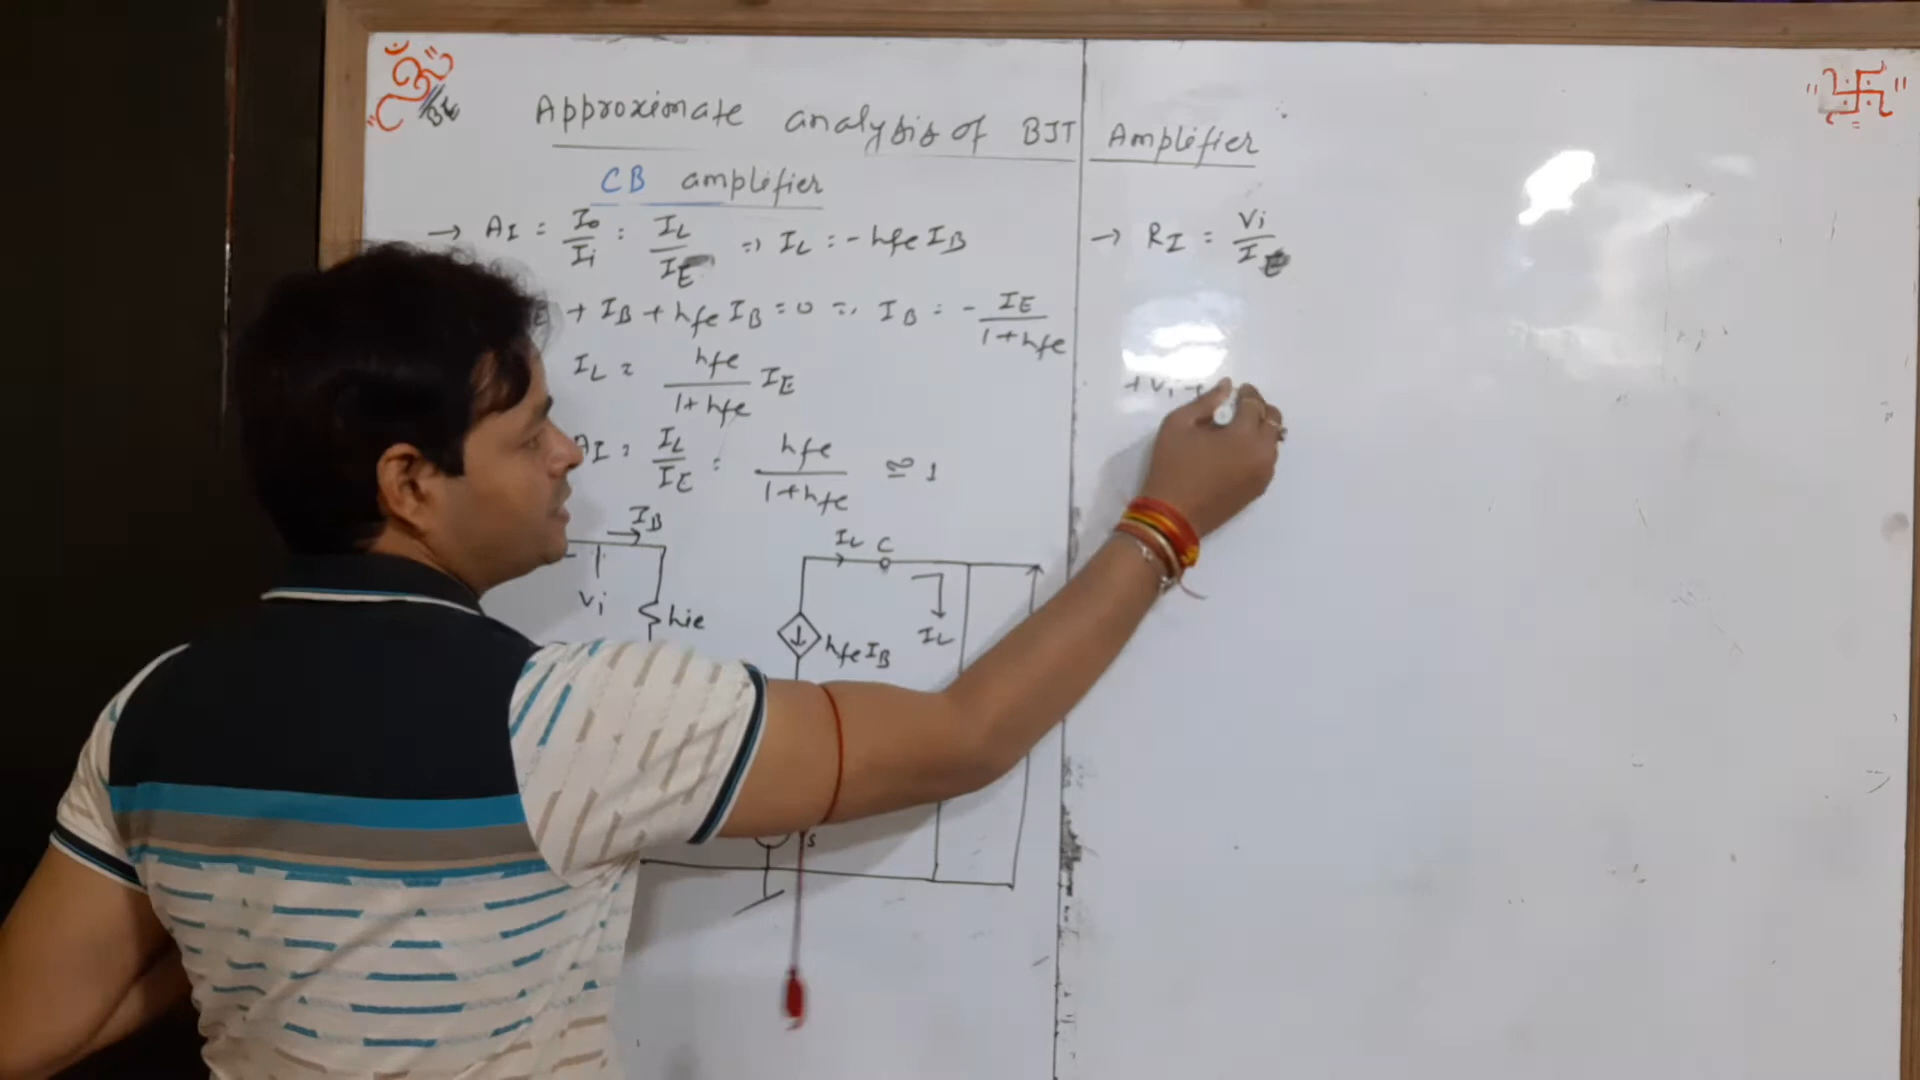 ॐ
BE
Approximate analysis of BJT Amplifier
CB amplifier
→ AI = Io/Ii = IL/IE ⇒ IL = -hfe IB
E + IB + hfe IB = 0 ⇒ IB = - IE/1+hfe
IL = hfe/1+hfe IE
AI = IL/IE = hfe/1+hfe ≅ 1
IB
Vi
hie
IL C
hfe IB
IL
s
→ RI = Vi/IE
+Vi +